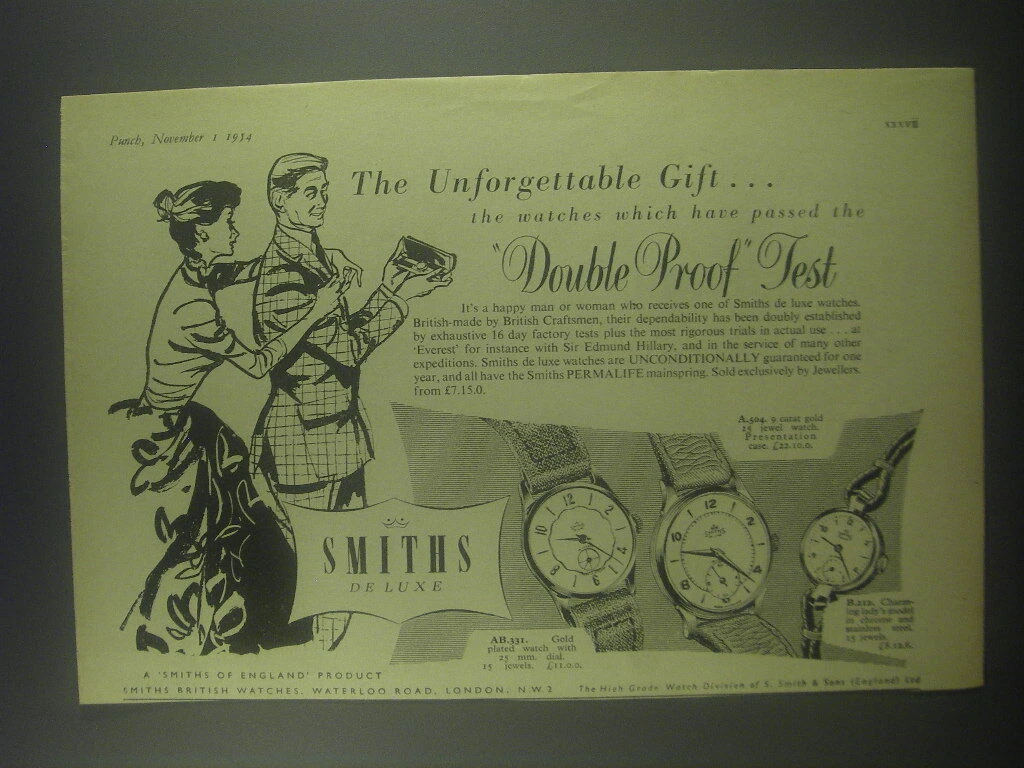 Punch, November 1 1954
XXXVII
The Unforgettable Gift...
the watches which have passed the
"Double Proof" Test
It's a happy man or woman who receives one of Smiths de luxe watches.
British-made by British Craftsmen, their dependability has been doubly established
by exhaustive 16 day factory tests plus the most rigorous trials in actual use . . . at
'Everest' for instance with Sir Edmund Hillary, and in the service of many other
expeditions. Smiths de luxe watches are UNCONDITIONALLY guaranteed for one
year, and all have the Smiths PERMALIFE mainspring. Sold exclusively by Jewellers.
from £7.15.0.
A.504. 9 carat gold
15 jewel watch.
Presentation
case. £22.10.0.
SMITHS
DE LUXE
AB.331. Gold
plated watch with
25 mm. dial.
15 jewels. £11.0.0.
B.212. Charm-
ing lady's model
in chrome and
stainless steel.
15 jewels.
£8.12.6.
A 'SMITHS OF ENGLAND' PRODUCT
SMITHS BRITISH WATCHES, WATERLOO ROAD, LONDON, N.W.2
The High Grade Watch Division of S. Smith & Sons (England) Ltd